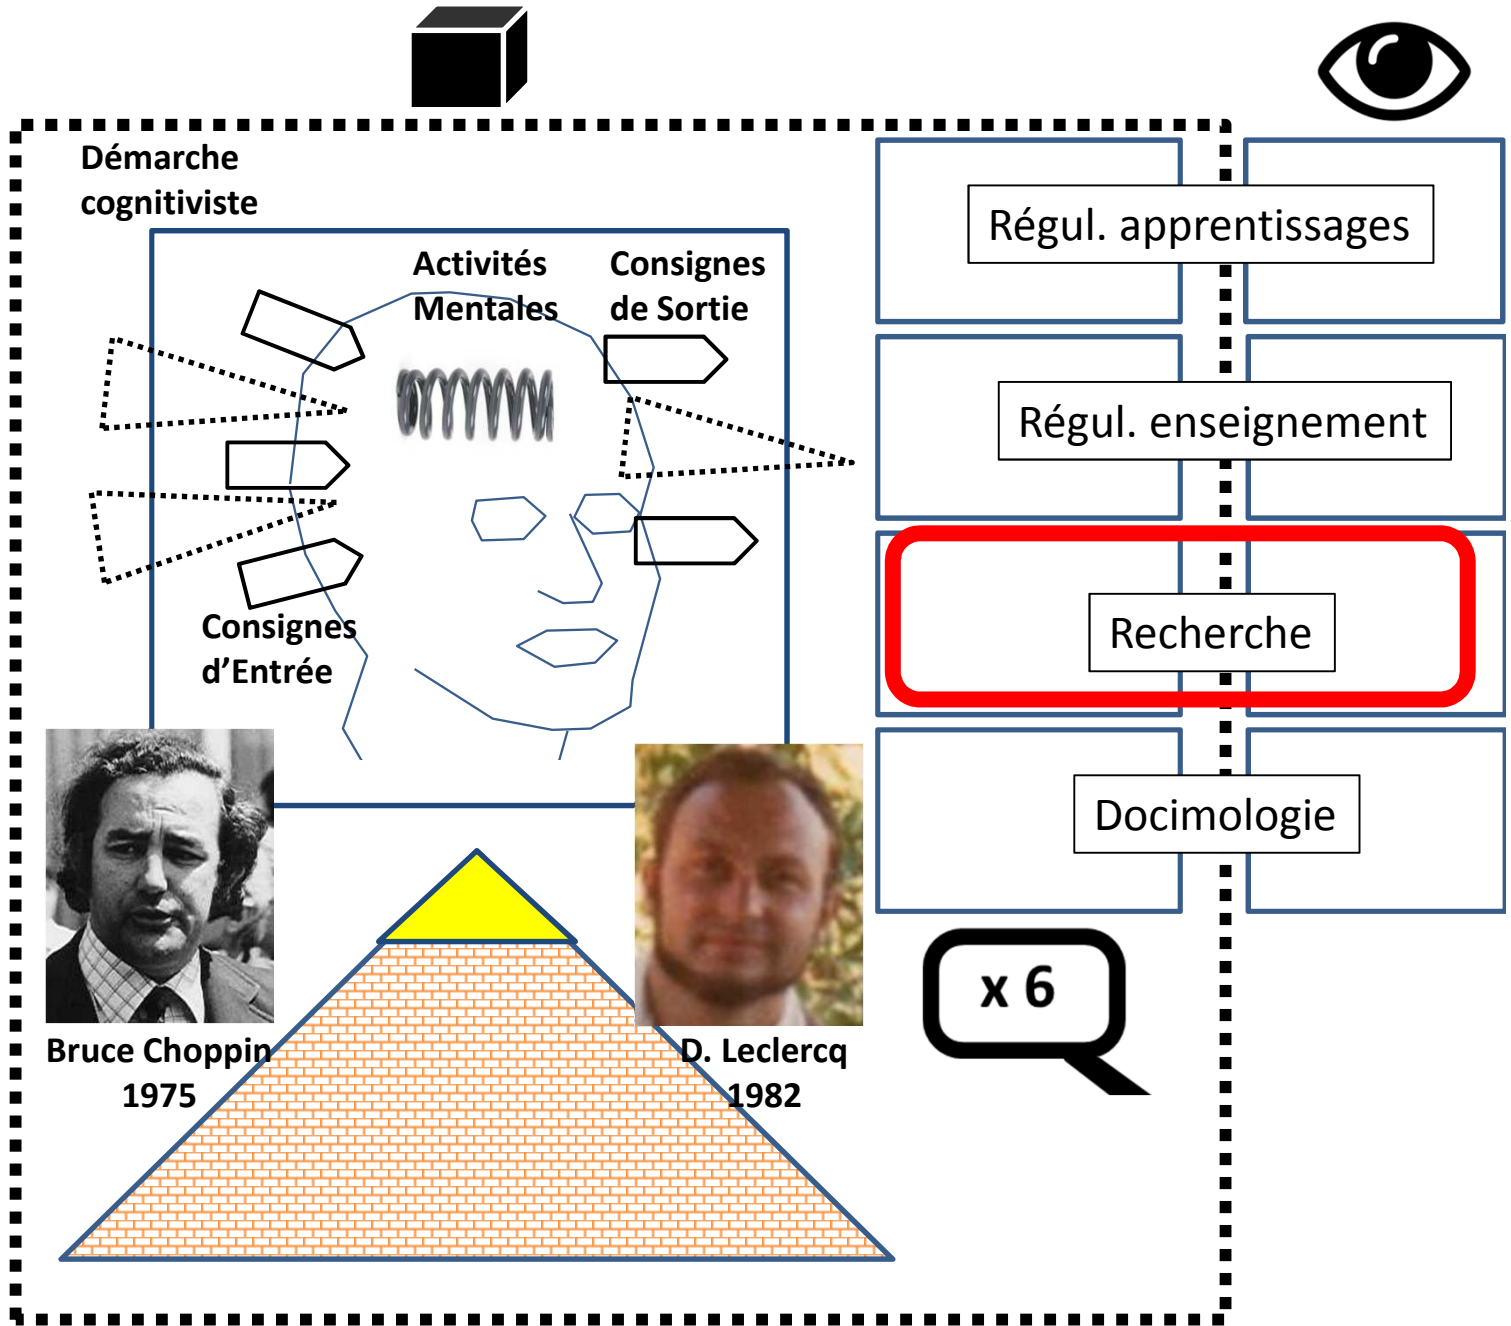 Démarche
cognitiviste
Activités
Mentales
Consignes
de Sortie
Consignes
d’Entrée
Bruce Choppin
1975
D. Leclercq
1982
Régul. apprentissages
Régul. enseignement
Recherche
Docimologie
x 6